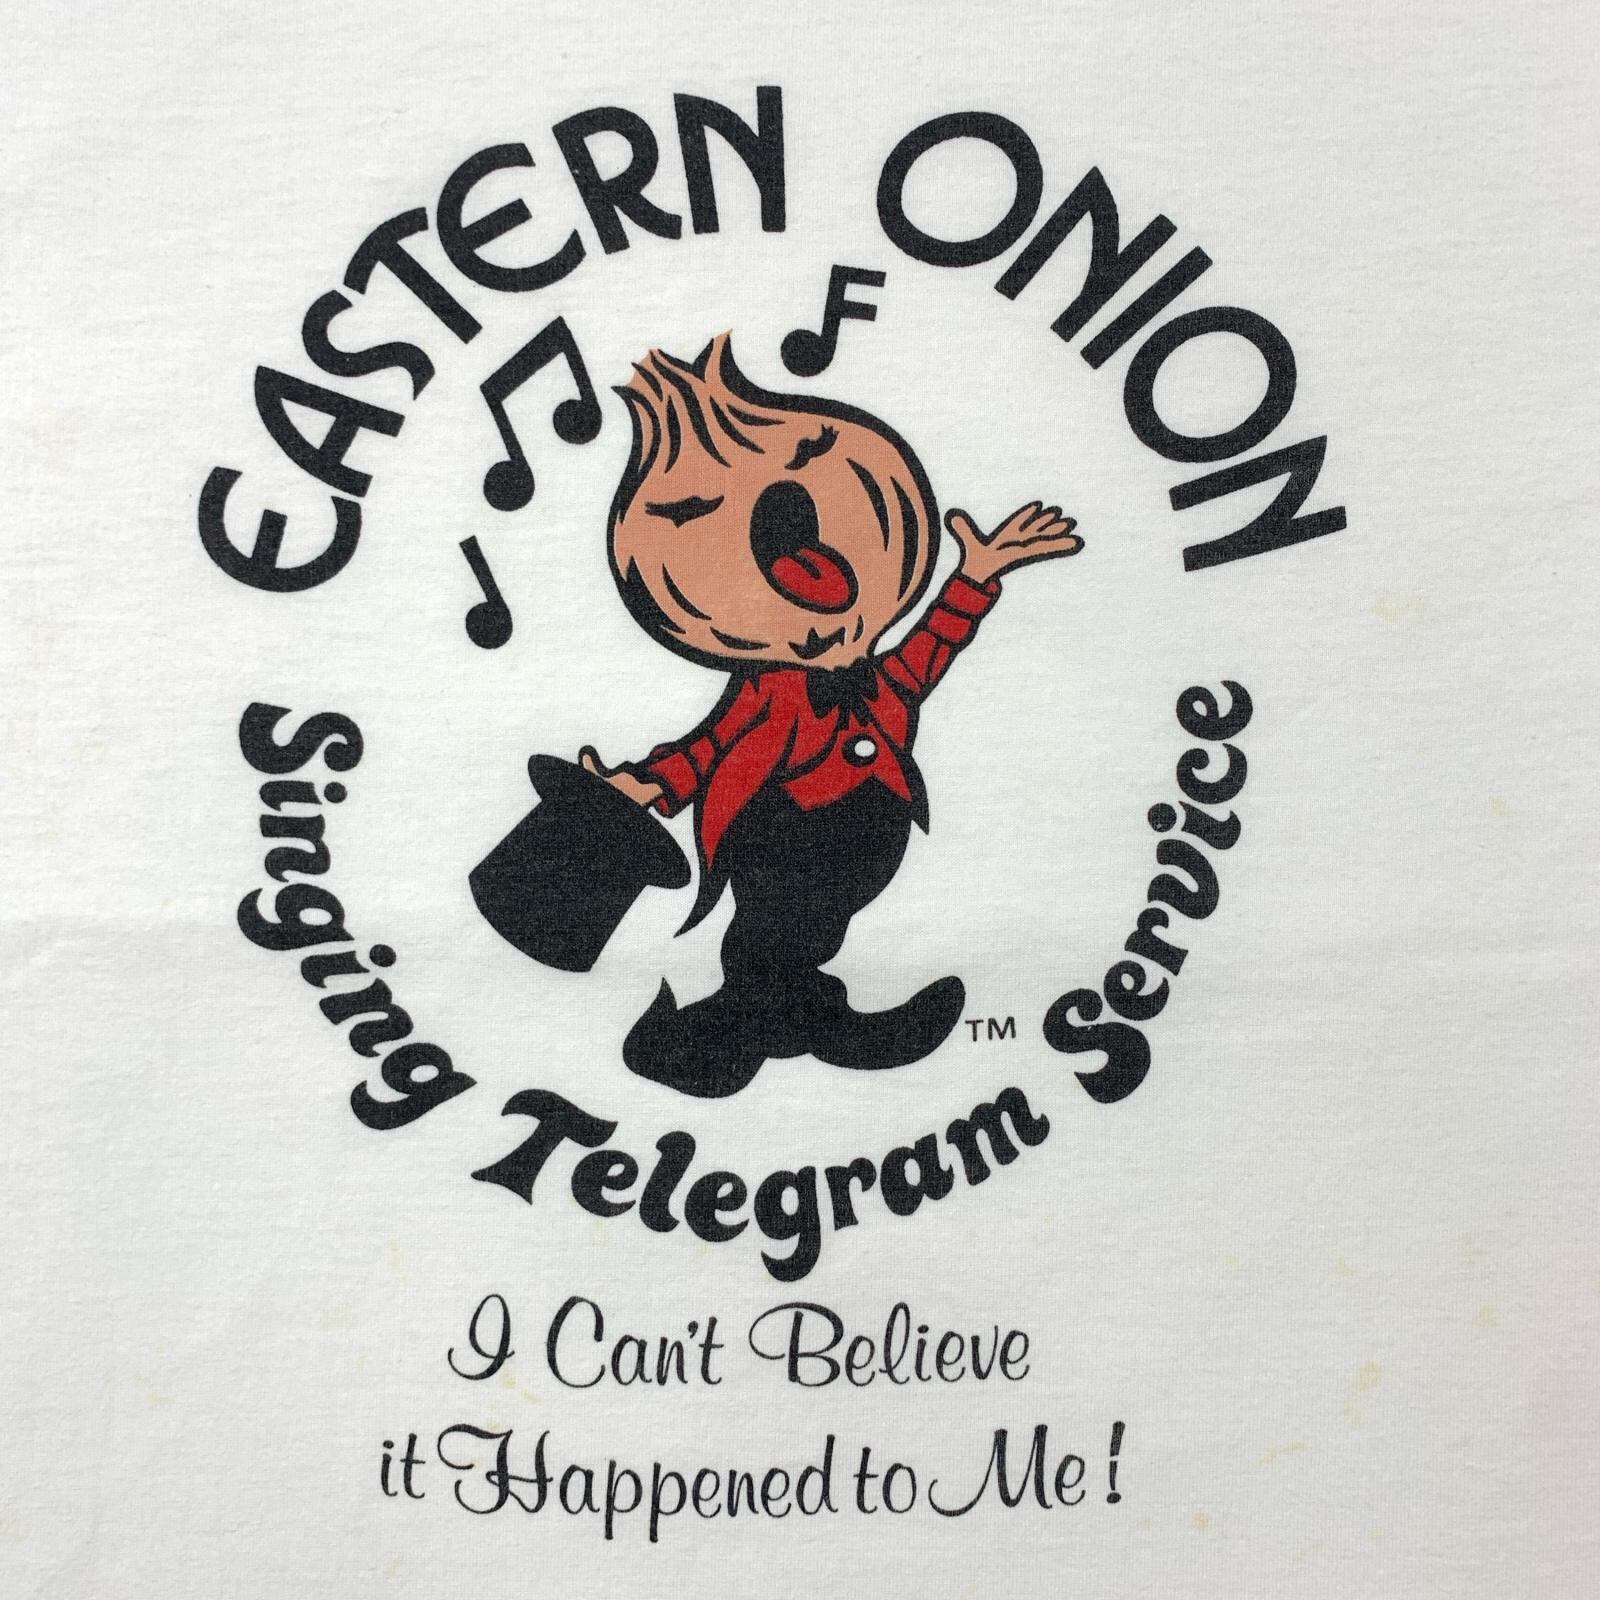 EASTERN ONION
Singing Telegram Service
TM
I Can't Believe
it Happened to Me!